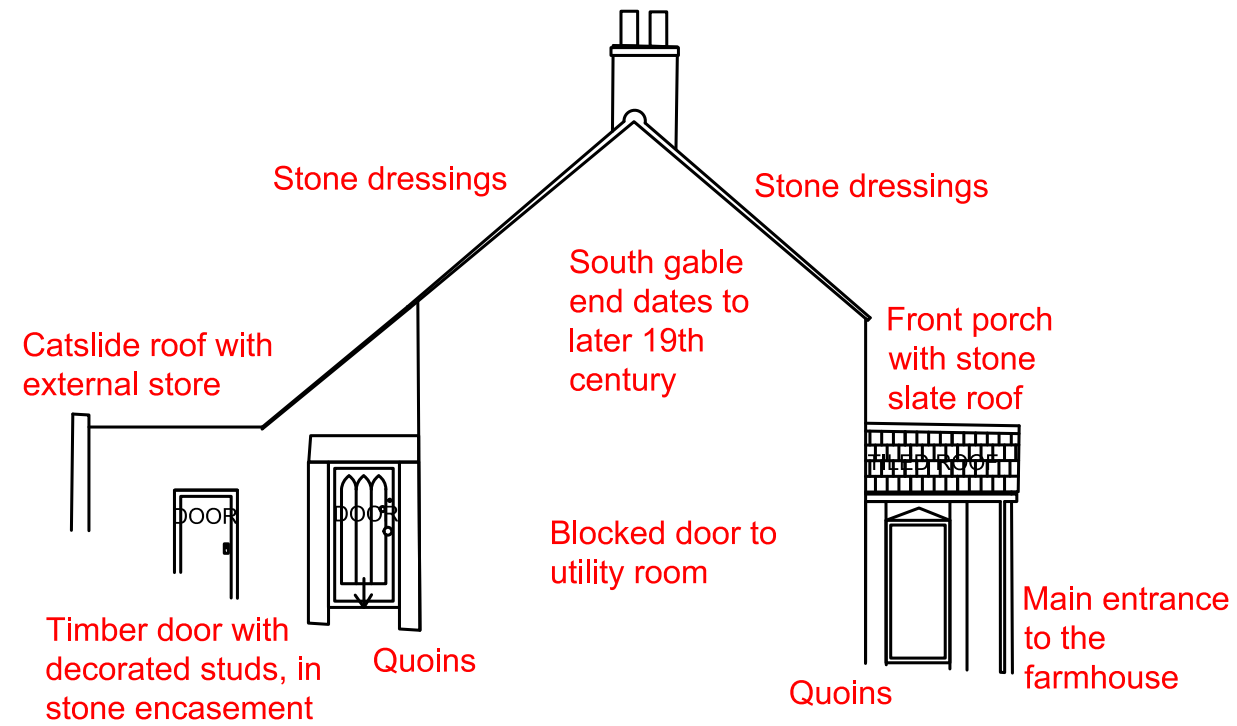 Stone dressings
Stone dressings
South gable
end dates to
later 19th
century
Catslide roof with
external store
Front porch
with stone
slate roof
TILED ROOF
DOOR
DOOR
Blocked door to
utility room
Timber door with
decorated studs, in
stone encasement
Quoins
Quoins
Main entrance
to the
farmhouse